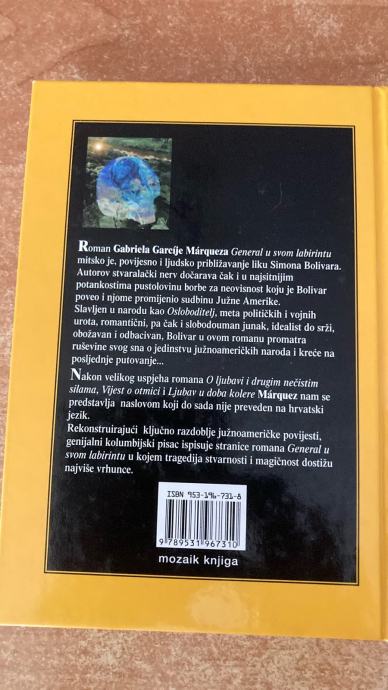 Roman Gabriela Garcíje Márqueza General u svom labirintu
mitsko je, povijesno i ljudsko približavanje liku Simona Bolivara.
Autorov stvaralački nerv dočarava čak i u najsitnijim
potankostima pustolovinu borbe za neovisnost koju je Bolivar
poveo i njome promijenio sudbinu Južne Amerike.
Slavljen u narodu kao Osloboditelj, meta političkih i vojnih
urota, romantični, pa čak i slobodouman junak, idealist do srži,
obožavan i odbacivan, Bolivar u ovom romanu promatra
ruševine svog sna o jedinstvu južnoameričkih naroda i kreće na
posljednje putovanje...
Nakon velikog uspjeha romana O ljubavi i drugim nečistim
silama, Vijest o otmici i Ljubav u doba kolere Márquez nam se
predstavlja naslovom koji do sada nije preveden na hrvatski
jezik.
Rekonstruirajući ključno razdoblje južnoameričke povijesti,
genijalni kolumbijski pisac ispisuje stranice romana General u
svom labirintu u kojem tragedija stvarnosti i magičnost dostižu
najviše vrhunce.
ISBN 953-196-731-8
9 789531 967310
mozaik knjiga